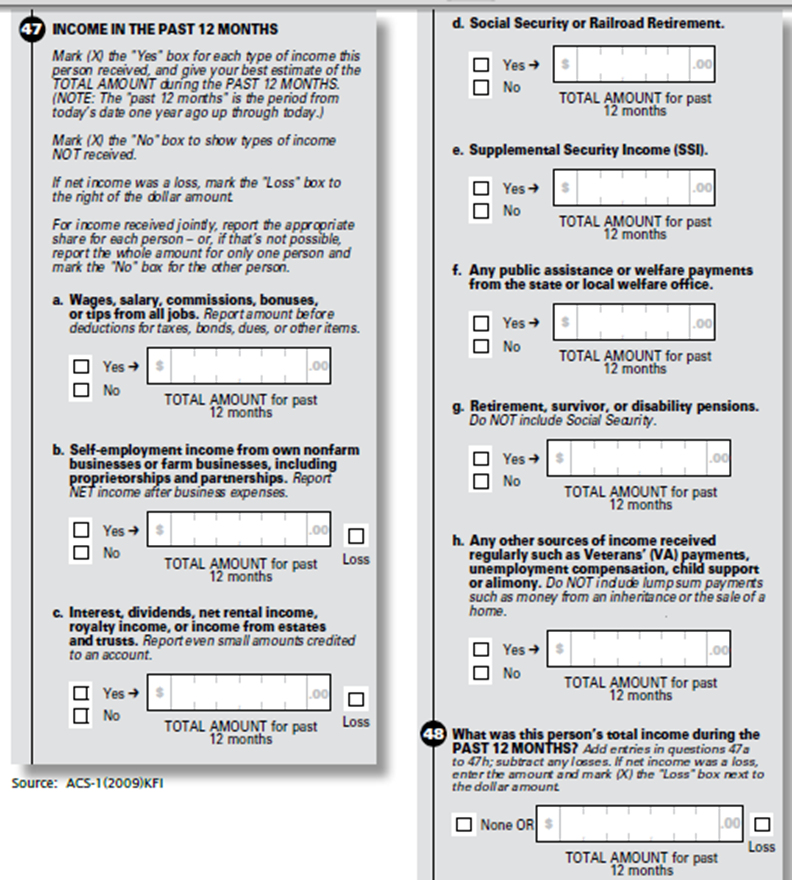 47 INCOME IN THE PAST 12 MONTHS
Mark (X) the "Yes" box for each type of income this
person received, and give your best estimate of the
TOTAL AMOUNT during the PAST 12 MONTHS.
(NOTE: The "past 12 months" is the period from
today's date one year ago up through today.)
Mark (X) the "No" box to show types of income
NOT received.
If net income was a loss, mark the "Loss" box to
the right of the dollar amount.
For income received jointly, report the appropriate
share for each person – or, if that's not possible,
report the whole amount for only one person and
mark the "No" box for the other person.
a. Wages, salary, commissions, bonuses,
or tips from all jobs. Report amount before
deductions for taxes, bonds, dues, or other items.
Yes → $ .00
No
TOTAL AMOUNT for past
12 months
b. Self-employment income from own nonfarm
businesses or farm businesses, including
proprietorships and partnerships. Report
NET income after business expenses.
Yes → $ .00
No
Loss
TOTAL AMOUNT for past
12 months
c. Interest, dividends, net rental income,
royalty income, or income from estates
and trusts. Report even small amounts credited
to an account.
Yes → $ .00
No
Loss
TOTAL AMOUNT for past
12 months
Source: ACS-1(2009)KFI
d. Social Security or Railroad Retirement.
Yes → $ .00
No
TOTAL AMOUNT for past
12 months
e. Supplemental Security Income (SSI).
Yes → $ .00
No
TOTAL AMOUNT for past
12 months
f. Any public assistance or welfare payments
from the state or local welfare office.
Yes → $ .00
No
TOTAL AMOUNT for past
12 months
g. Retirement, survivor, or disability pensions.
Do NOT include Social Security.
Yes → $ .00
No
TOTAL AMOUNT for past
12 months
h. Any other sources of income received
regularly such as Veterans' (VA) payments,
unemployment compensation, child support
or alimony. Do NOT include lump sum payments
such as money from an inheritance or the sale of a
home.
Yes → $ .00
No
TOTAL AMOUNT for past
12 months
48 What was this person's total income during the
PAST 12 MONTHS? Add entries in questions 47a
to 47h; subtract any losses. If net income was a loss,
enter the amount and mark (X) the "Loss" box next to
the dollar amount.
None OR $ .00
Loss
TOTAL AMOUNT for past
12 months